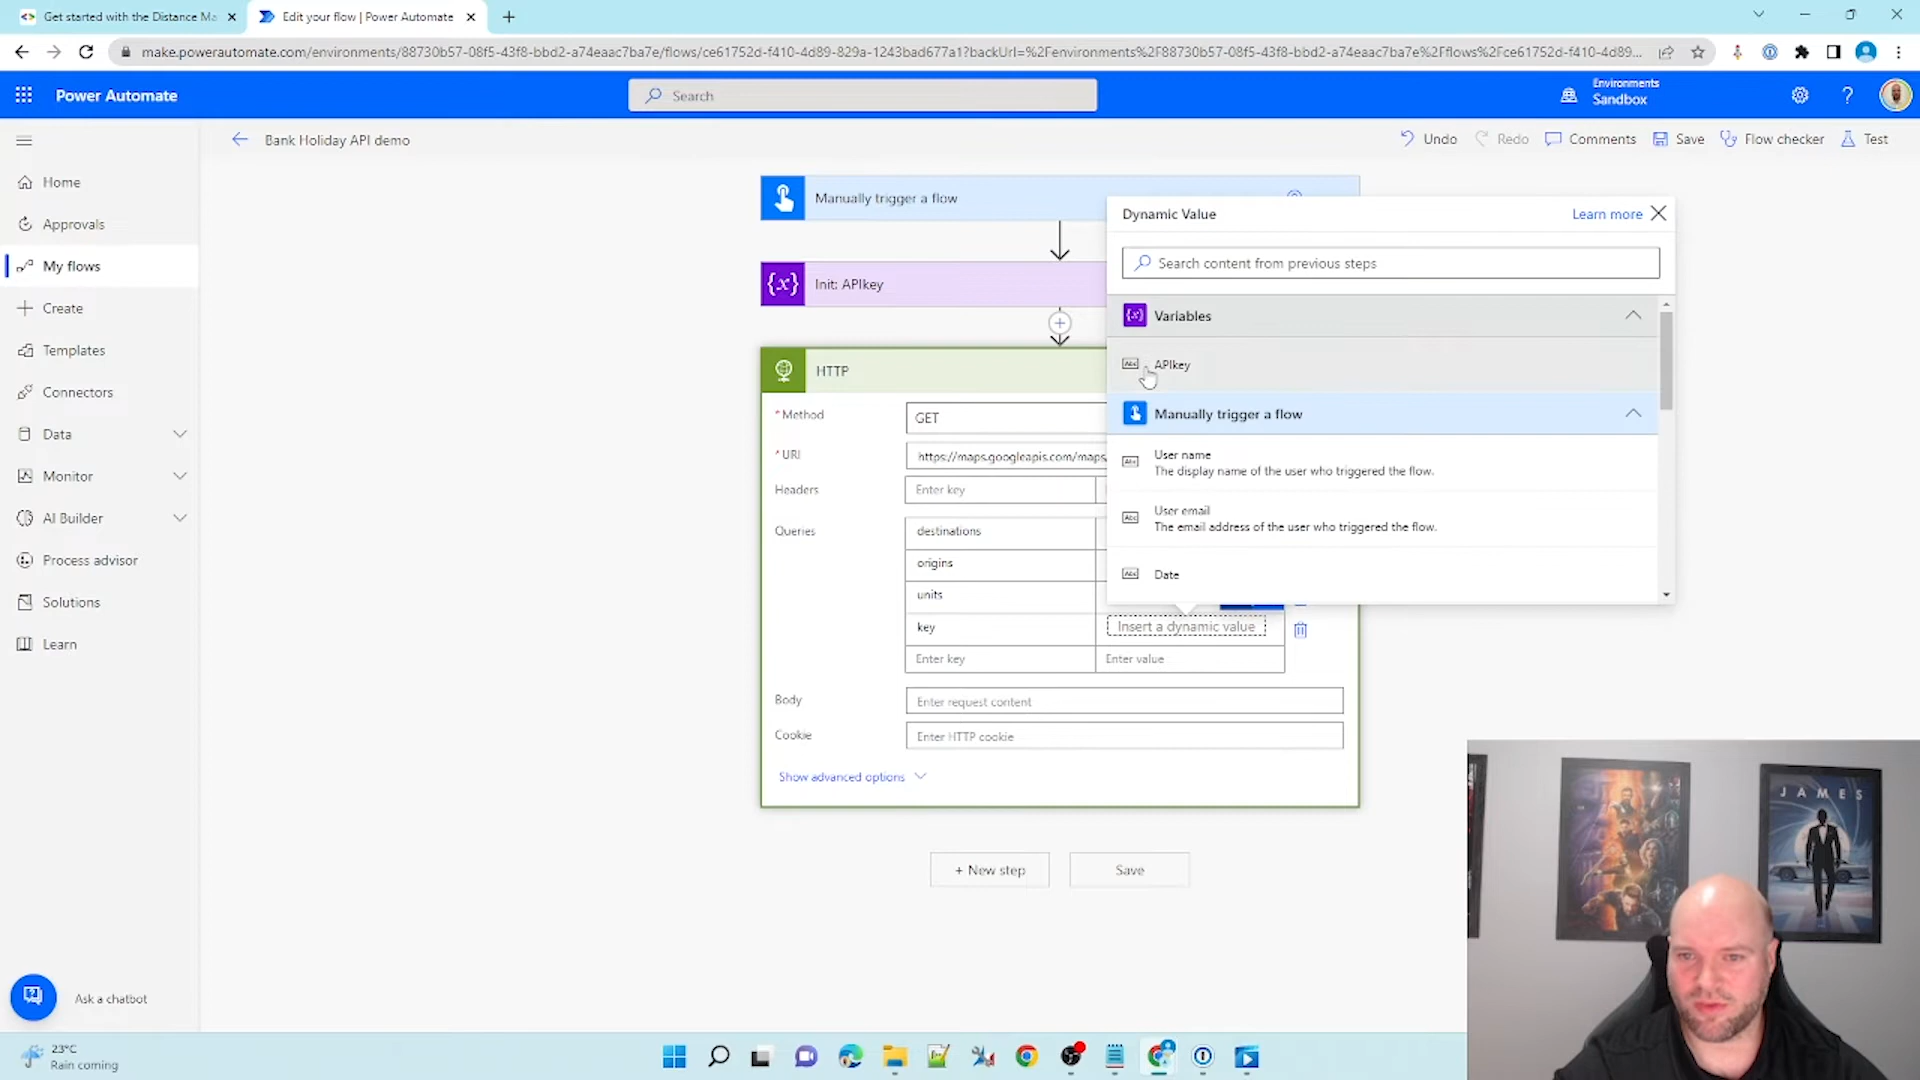 Get started with the Distance Ma
Edit your flow | Power Automate
make.powerautomate.com/environments/88730b57-08f5-43f8-bbd2-a74eaac7ba7e/flows/ce61752d-f410-4d89-829a-1243bad677a1?backUrl=%2Fenvironments%2F88730b57-08f5-43f8-bbd2-a74eaac7ba7e%2Fflows%2Fce61752d-f410-4d89...
Power Automate
Search
Environments
Sandbox
Bank Holiday API demo
Undo
Redo
Comments
Save
Flow checker
Test
Home
Approvals
My flows
Create
Templates
Connectors
Data
Monitor
AI Builder
Process advisor
Solutions
Learn
Ask a chatbot
Manually trigger a flow
{x} Init: APIkey
HTTP
* Method
GET
* URI
https://maps.googleapis.com/maps/
Headers
Enter key
Queries
destinations
origins
units
key
Insert a dynamic value
Enter key
Enter value
Body
Enter request content
Cookie
Enter HTTP cookie
Show advanced options
+ New step
Save
Dynamic Value
Learn more
Search content from previous steps
{x} Variables
Abc APIkey
Manually trigger a flow
Abc User name
The display name of the user who triggered the flow.
Abc User email
The email address of the user who triggered the flow.
Abc Date
JAMES
23°C
Rain coming